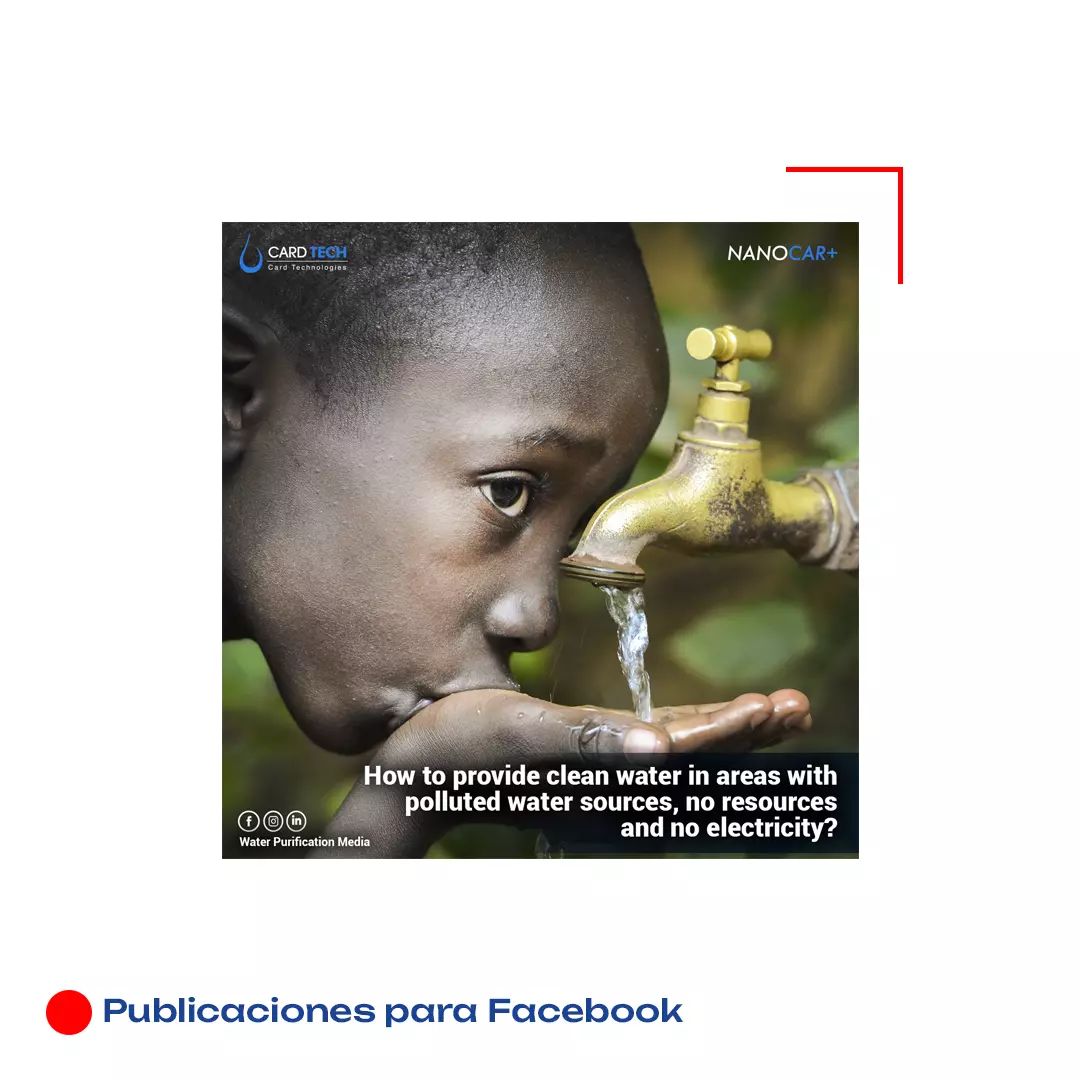 CARD TECH
Card Technologies
NANOCAR+
How to provide clean water in areas with
polluted water sources, no resources
and no electricity?
Water Purification Media
Publicaciones para Facebook